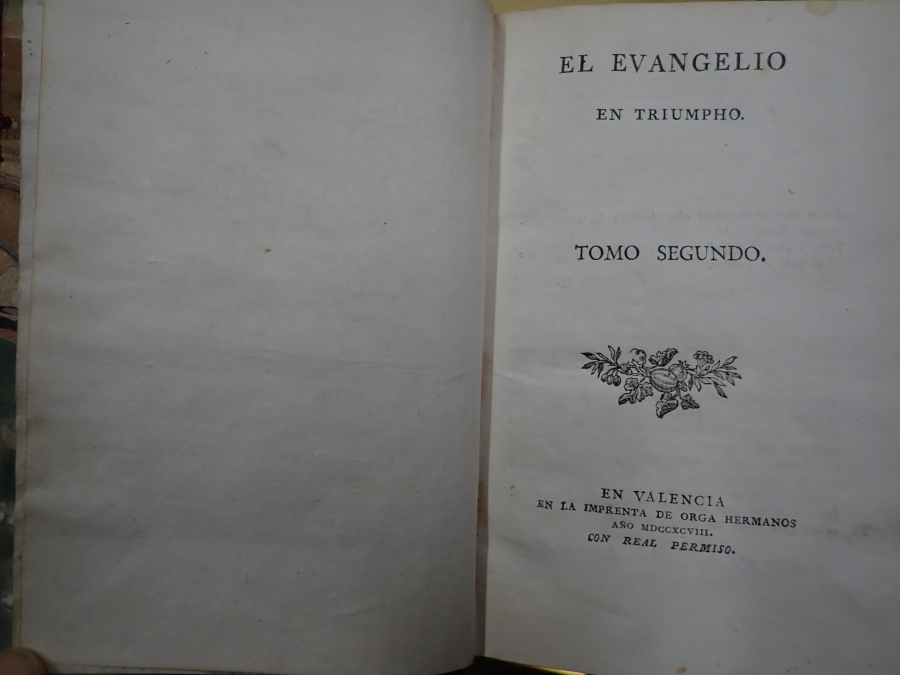 EL EVANGELIO
EN TRIUMPHO.
TOMO SEGUNDO.
EN VALENCIA
EN LA IMPRENTA DE ORGA HERMANOS
AÑO MDCCXCVIII.
CON REAL PERMISO.